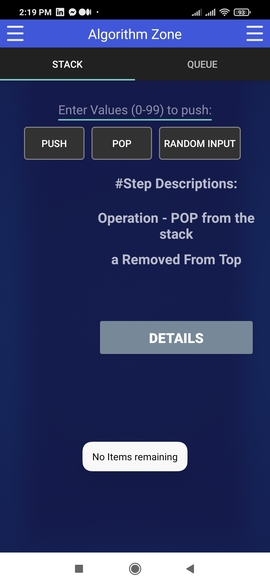 2:19 PM
93
Algorithm Zone
STACK
QUEUE
Enter Values (0-99) to push:
PUSH
POP
RANDOM INPUT
#Step Descriptions:
Operation - POP from the
stack
a Removed From Top
DETAILS
No Items remaining